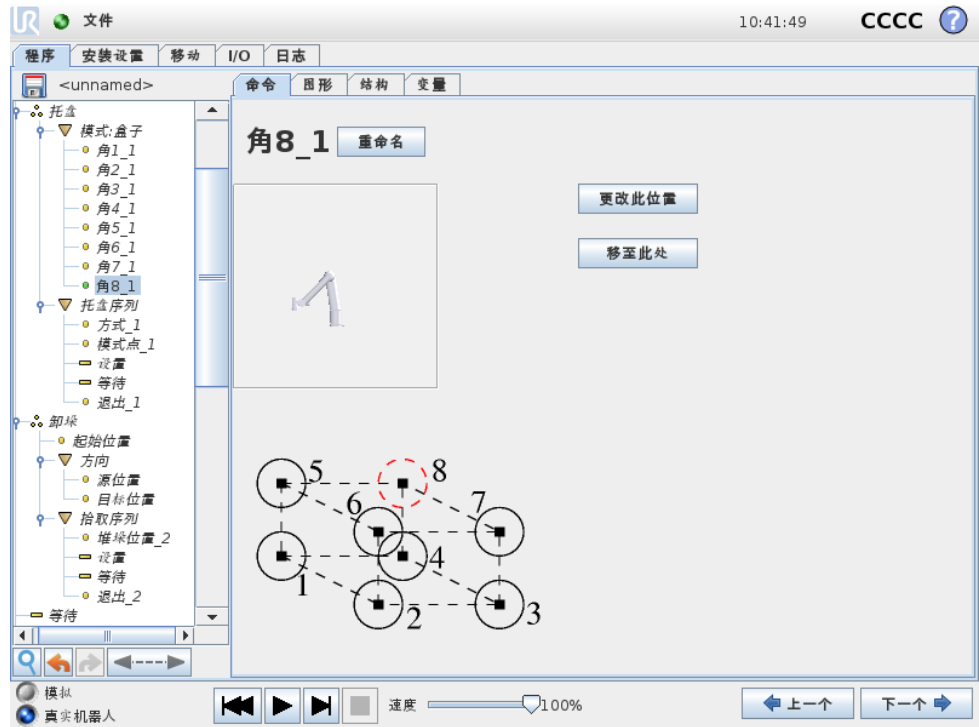 UR 文件 10:41:49 CCCC ?
程序 安装设置 移动 I/O 日志
<unnamed>
命令 图形 结构 变量
托盘
模式:盒子
角1_1
角2_1
角3_1
角4_1
角5_1
角6_1
角7_1
角8_1
托盘序列
方式_1
模式点_1
设置
等待
退出_1
卸垛
起始位置
方向
源位置
目标位置
拾取序列
堆垛位置_2
设置
等待
退出_2
等待
角8_1 重命名
更改此位置
移至此处
5 8
6 7
4
1 2 3
模拟
真实机器人
速度 100%
上一个 下一个